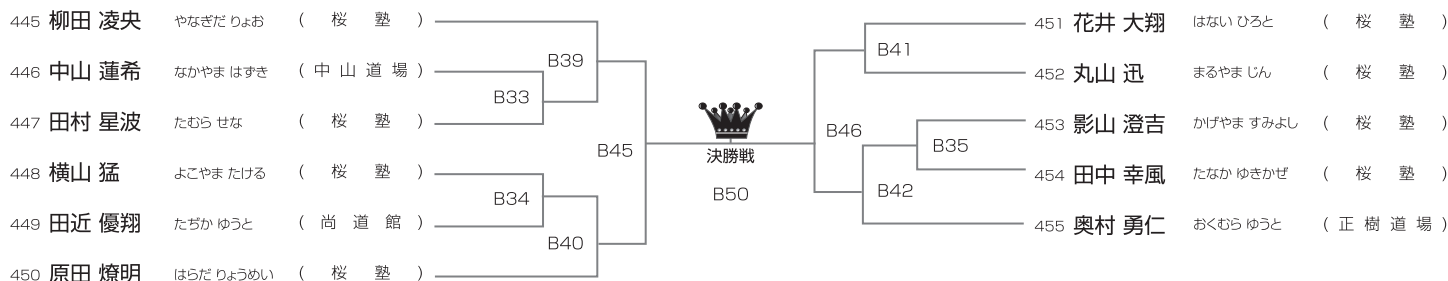 445 柳田 凌央 やなぎだ りょお ( 桜 塾 )
446 中山 蓮希 なかやま はずき ( 中 山 道 場 )
447 田村 星波 たむら せな ( 桜 塾 )
448 横山 猛 よこやま たける ( 桜 塾 )
449 田近 優翔 たぢか ゆうと ( 尚 道 館 )
450 原田 燎明 はらだ りょうめい ( 桜 塾 )
B39
B33
B45
B34
B40
決勝戦
B50
B41
B46
B35
B42
451 花井 大翔 はない ひろと ( 桜 塾 )
452 丸山 迅 まるやま じん ( 桜 塾 )
453 影山 澄吉 かげやま すみよし ( 桜 塾 )
454 田中 幸風 たなか ゆきかぜ ( 桜 塾 )
455 奥村 勇仁 おくむら ゆうと ( 正 樹 道 場 )